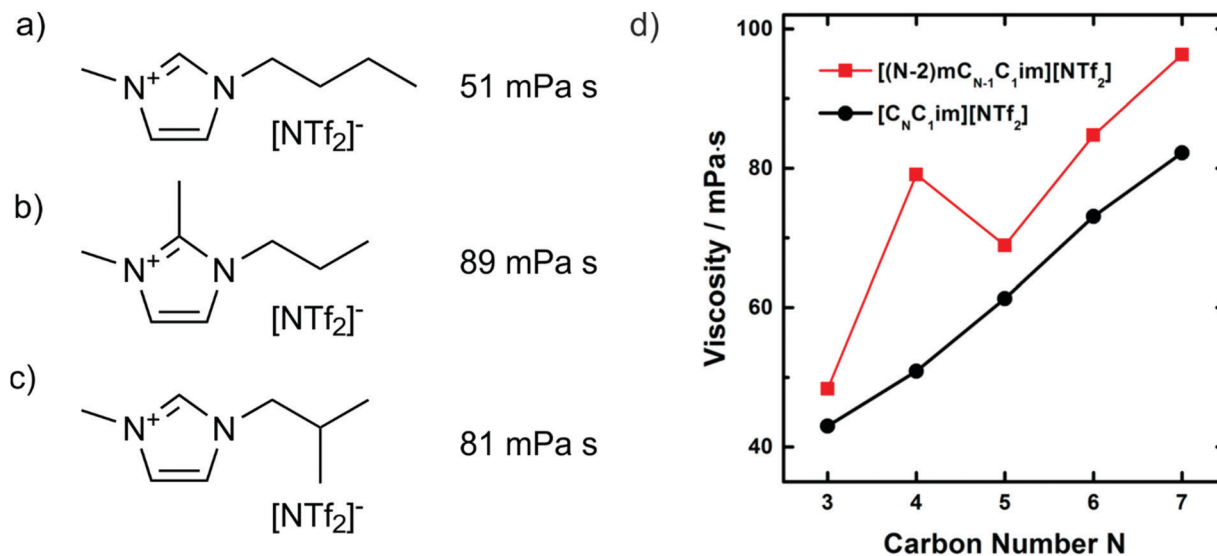 a)
N+
N
51 mPa s
[NTf2]-
b)
N+
N
89 mPa s
[NTf2]-
c)
N+
N
81 mPa s
[NTf2]-
d)
100
80
60
40
Viscosity / mPa·s
[(N-2)mCN-1C1im][NTf2]
[CNC1im][NTf2]
3 4 5 6 7
Carbon Number N